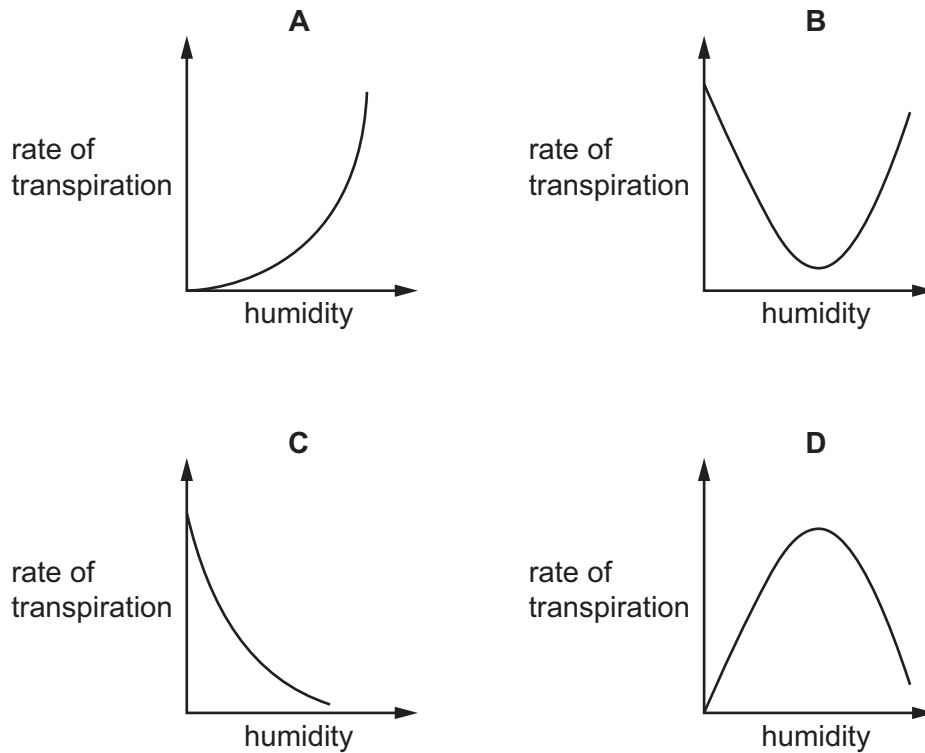 A
rate of
transpiration
humidity
B
rate of
transpiration
humidity
C
rate of
transpiration
humidity
D
rate of
transpiration
humidity